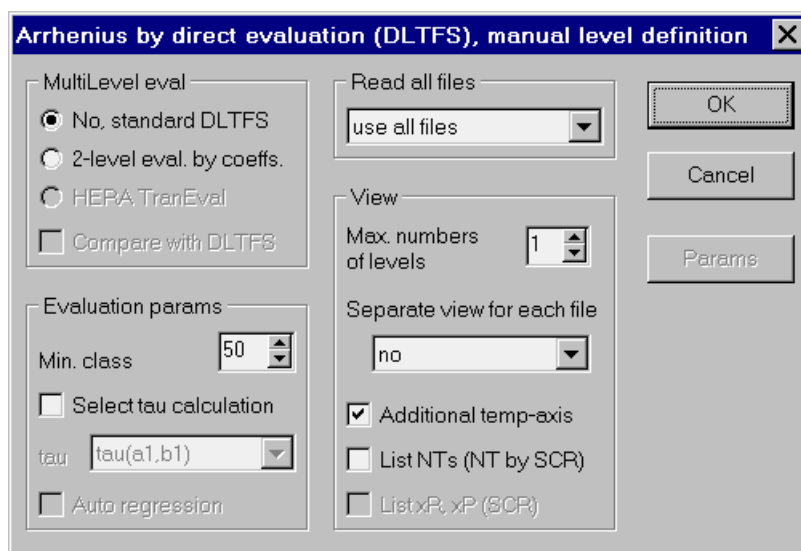 Arrhenius by direct evaluation (DLTFS), manual level definition
MultiLevel eval
No, standard DLTFS
2-level eval. by coeffs.
HERA TranEval
Compare with DLTFS
Evaluation params
Min. class
50
Select tau calculation
tau
tau(a1,b1)
Auto regression
Read all files
use all files
View
Max. numbers
of levels
1
Separate view for each file
no
Additional temp-axis
List NTs (NT by SCR)
List xR, xP (SCR)
OK
Cancel
Params